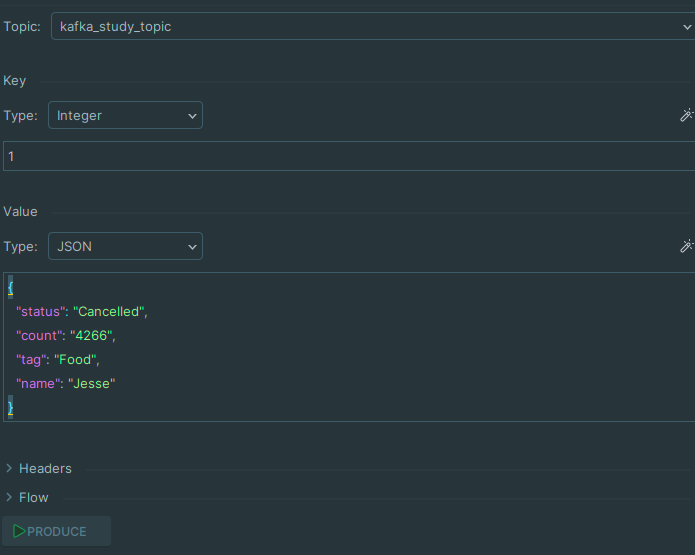 Topic: kafka_study_topic
Key
Type: Integer
1
Value
Type: JSON
{
"status": "Cancelled",
"count": "4266",
"tag": "Food",
"name": "Jesse"
}
Headers
Flow
PRODUCE